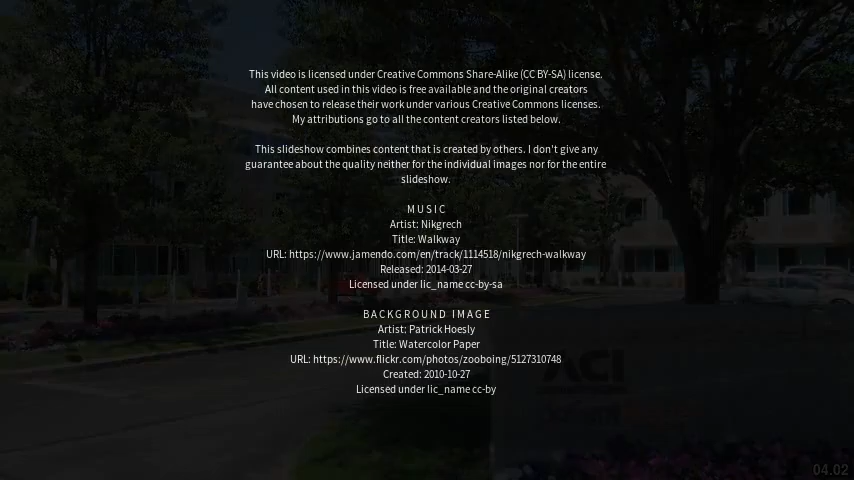 This video is licensed under Creative Commons Share-Alike (CC BY-SA) license.
All content used in this video is free available and the original creators
have chosen to release their work under various Creative Commons licenses.
My attributions go to all the content creators listed below.
This slideshow combines content that is created by others. I don't give any
guarantee about the quality neither for the individual images nor for the entire
slideshow.
MUSIC
Artist: Nikgrech
Title: Walkway
URL: https://www.jamendo.com/en/track/1114518/nikgrech-walkway
Released: 2014-03-27
Licensed under lic_name cc-by-sa
BACKGROUND IMAGE
Artist: Patrick Hoesly
Title: Watercolor Paper
URL: https://www.flickr.com/photos/zooboing/5127310748
Created: 2010-10-27
Licensed under lic_name cc-by
ACI
04.02